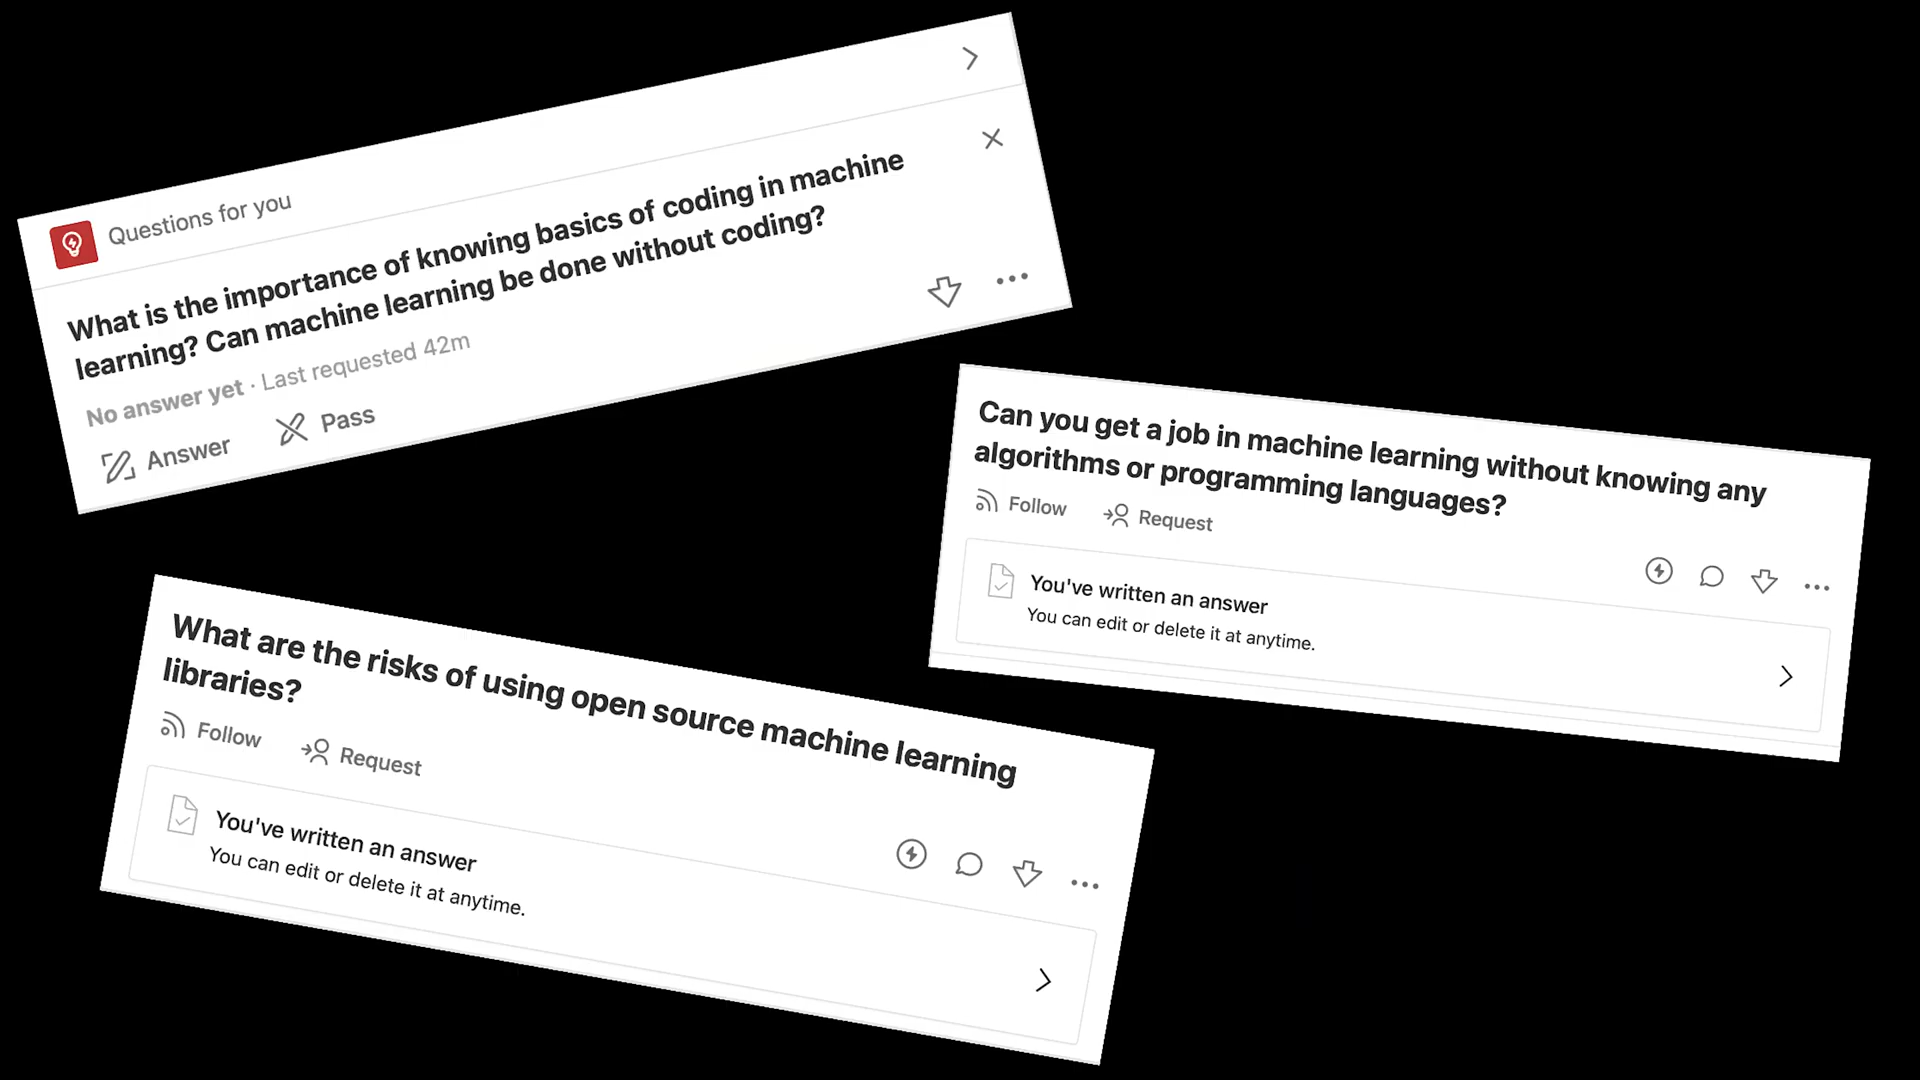 Questions for you
What is the importance of knowing basics of coding in machine
learning? Can machine learning be done without coding?
No answer yet · Last requested 42m
Answer Pass
Can you get a job in machine learning without knowing any
algorithms or programming languages?
Follow Request
You've written an answer
You can edit or delete it at anytime.
What are the risks of using open source machine learning
libraries?
Follow Request
You've written an answer
You can edit or delete it at anytime.